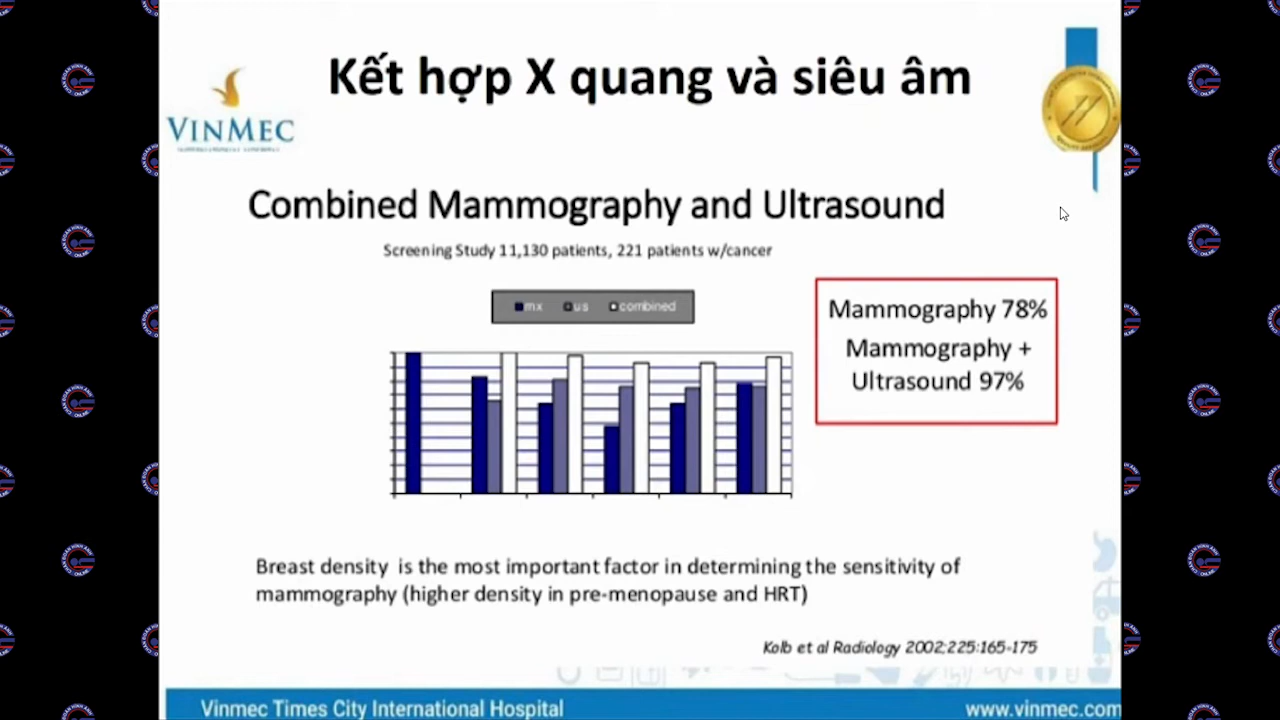 Kết hợp X quang và siêu âm
VINMEC
Combined Mammography and Ultrasound
Screening Study 11,130 patients, 221 patients w/cancer
mx us combined
Mammography 78%
Mammography +
Ultrasound 97%
Breast density is the most important factor in determining the sensitivity of
mammography (higher density in pre-menopause and HRT)
Kolb et al Radiology 2002;225:165-175
Vinmec Times City International Hospital
www.vinmec.com